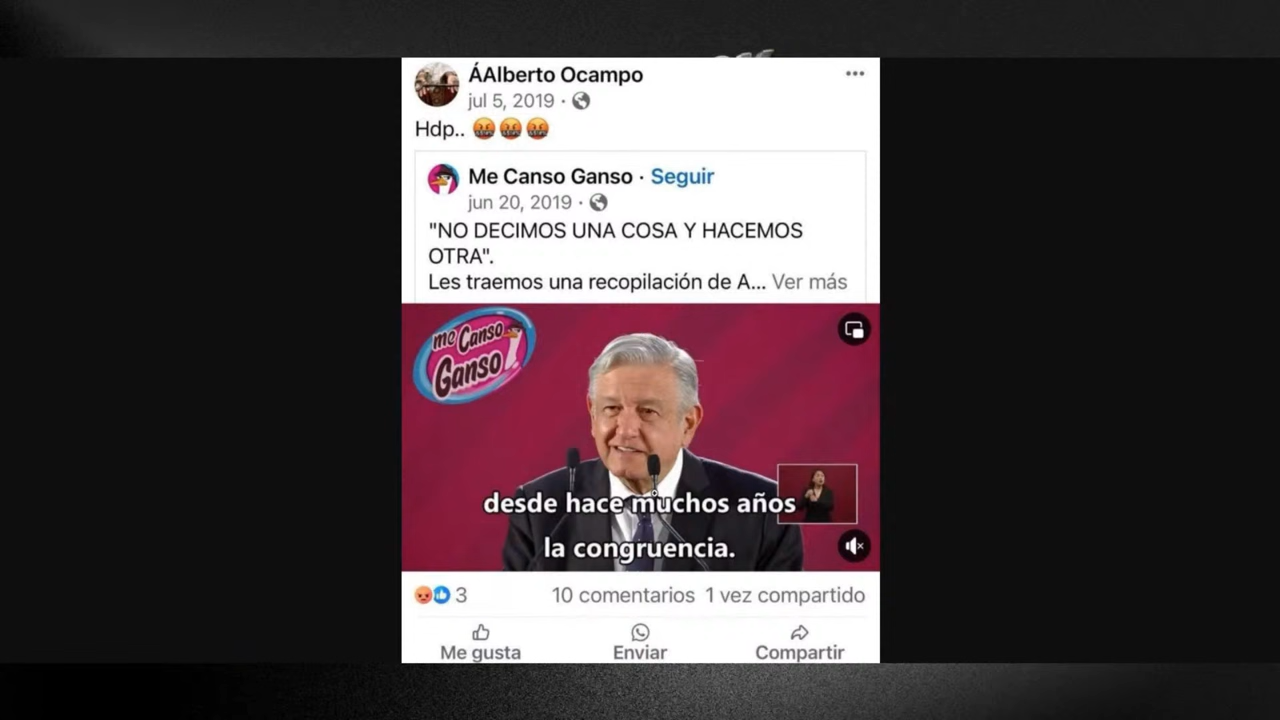 ÁAlberto Ocampo
jul 5, 2019 ·
Hdp.. 🤬🤬🤬
Me Canso Ganso · Seguir
jun 20, 2019 ·
"NO DECIMOS UNA COSA Y HACEMOS
OTRA".
Les traemos una recopilación de A... Ver más
me Canso
Ganso
desde hace muchos años
la congruencia.
3 10 comentarios 1 vez compartido
Me gusta Enviar Compartir